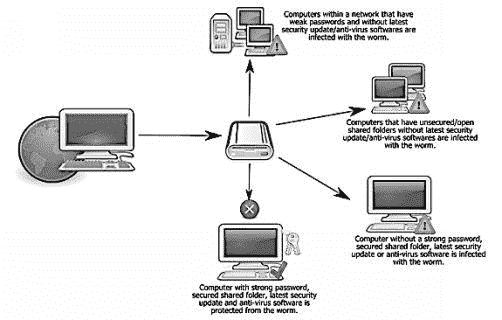 Computers within a network that have
weak passwords and without latest
security update/anti-virus softwares are
infected with the worm.
Computers that have unsecured/open
shared folders without latest security
update/anti-virus softwares are infected
with the worm.
Computer without a strong password,
secured shared folder, latest security
update or anti-virus software is infected
with the worm.
Computer with strong password,
secured shared folder, latest security
update and anti-virus software is
protected from the worm.